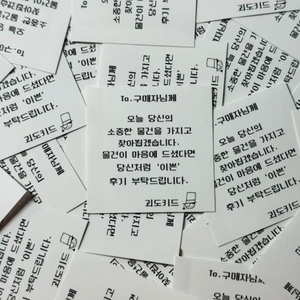 To. 구매자님께
오늘 당신의
소중한 물건을 가지고
찾아뵙겠습니다.
물건이 마음에 드셨다면
당신처럼 '이쁜'
후기 부탁드립니다.
괴도키드